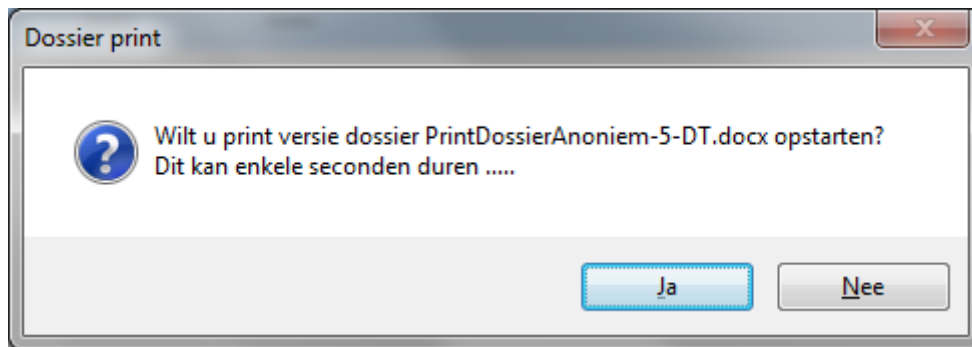 Dossier print
Wilt u print versie dossier PrintDossierAnoniem-5-DT.docx opstarten?
Dit kan enkele seconden duren .....
Ja
Nee